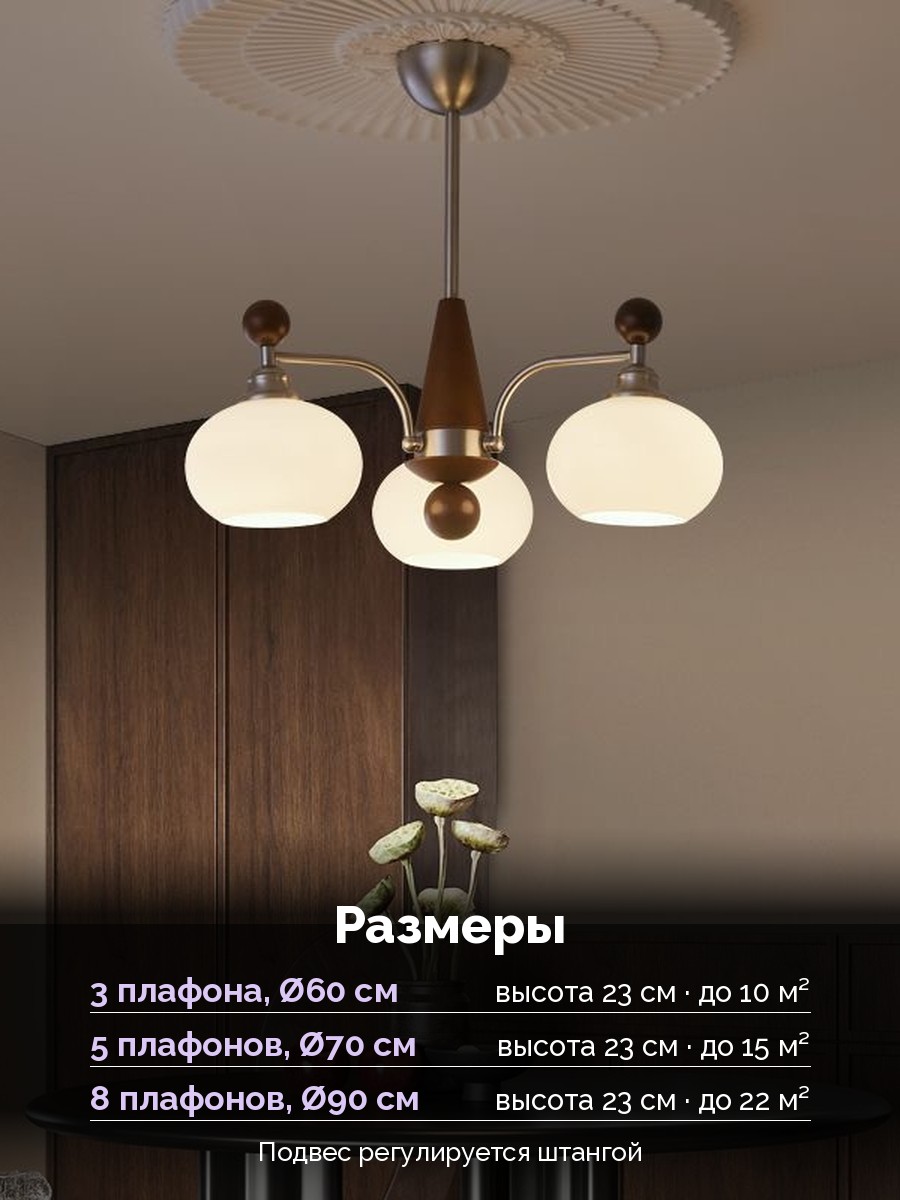 Размеры
3 плафона, Ø60 см высота 23 см · до 10 м²
5 плафонов, Ø70 см высота 23 см · до 15 м²
8 плафонов, Ø90 см высота 23 см · до 22 м²
Подвес регулируется штангой